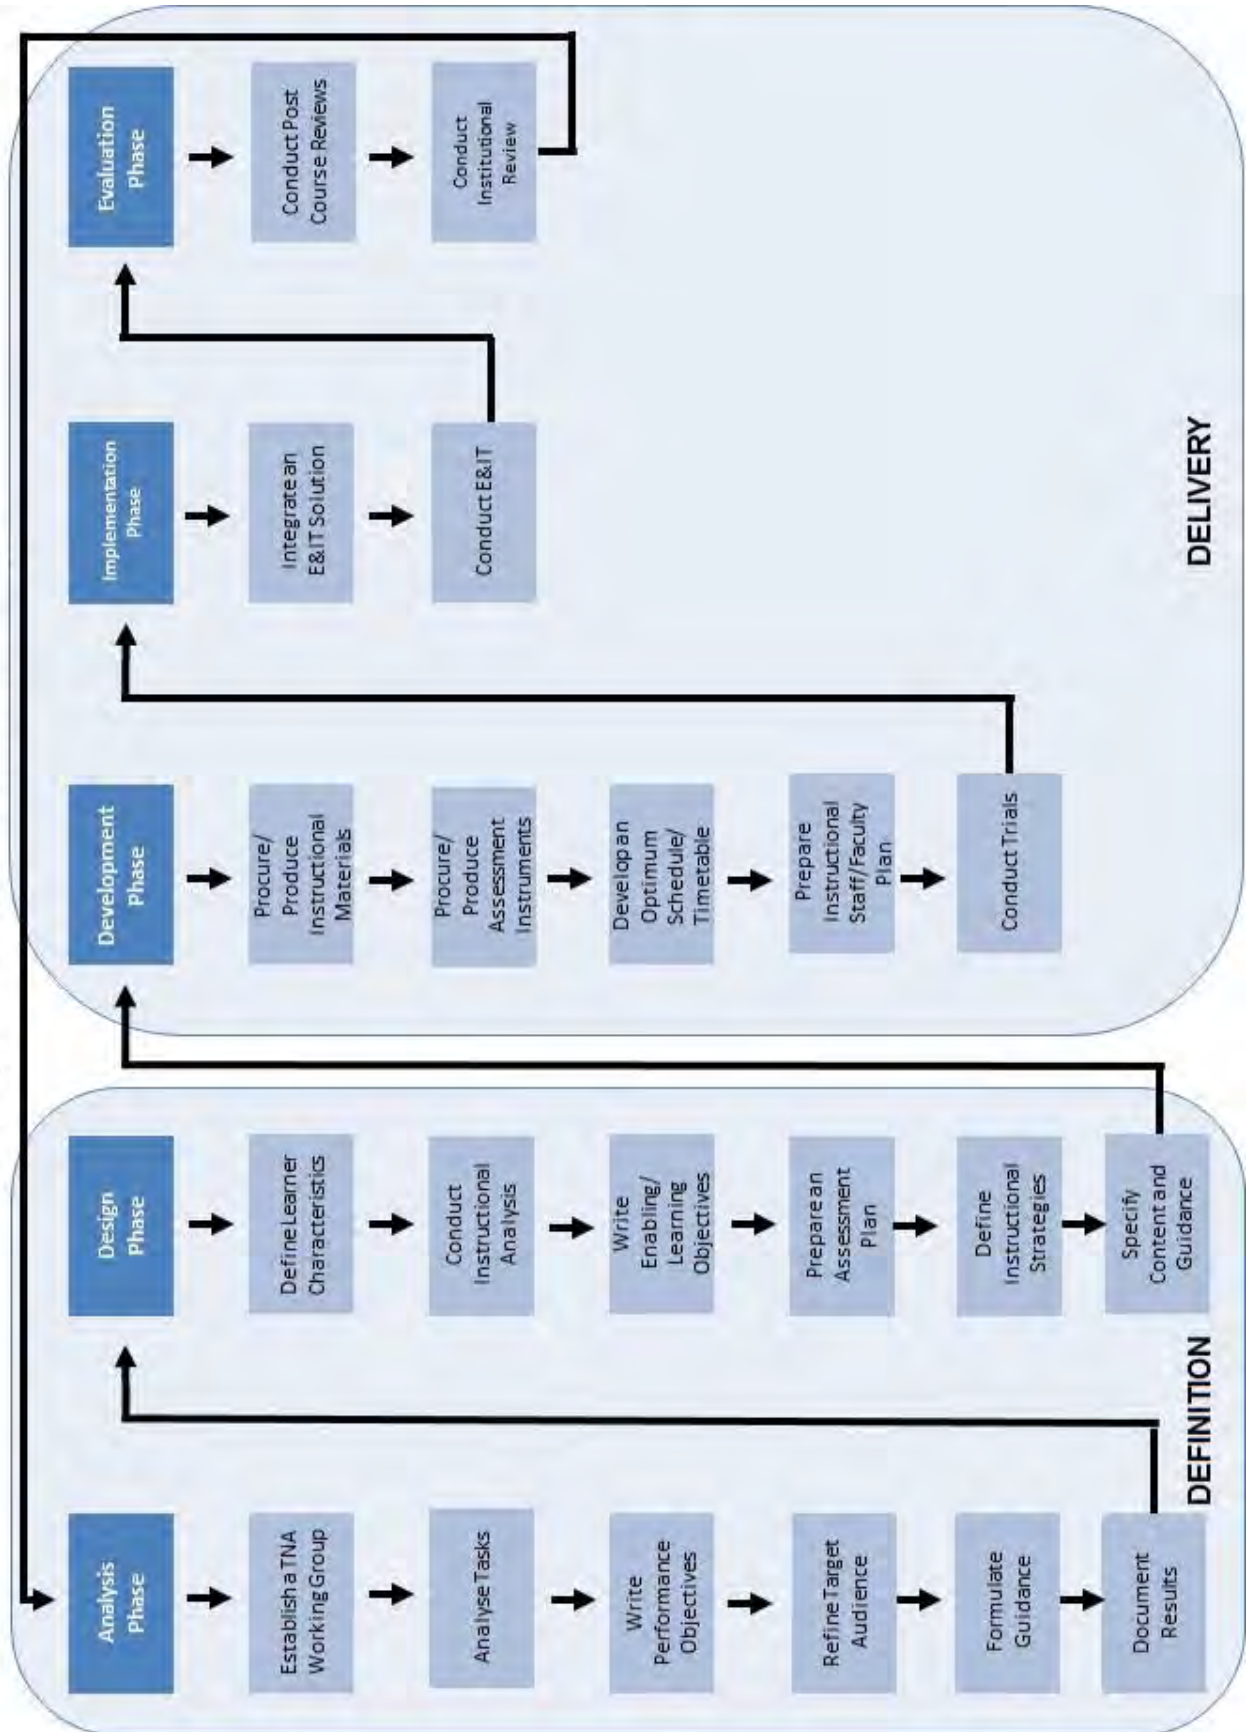 Analysis
Phase
Establish a TNA
Working Group
Analyse Tasks
Write
Performance
Objectives
Refine Target
Audience
Formulate
Guidance
Document
Results
Design
Phase
Define Learner
Characteristics
Conduct
Instructional
Analysis
Write
Enabling/
Learning
Objectives
Prepare an
Assessment
Plan
Define
Instructional
Strategies
Specify
Content and
Guidance
DEFINITION
Development
Phase
Procure/
Produce
Instructional
Materials
Procure/
Produce
Assessment
Instruments
Develop an
Optimum
Schedule/
Timetable
Prepare
Instructional
Staff/Faculty
Plan
Conduct Trials
Implementation
Phase
Integrate an
E&IT Solution
Conduct E&IT
Evaluation
Phase
Conduct Post
Course Reviews
Conduct
Institutional
Review
DELIVERY